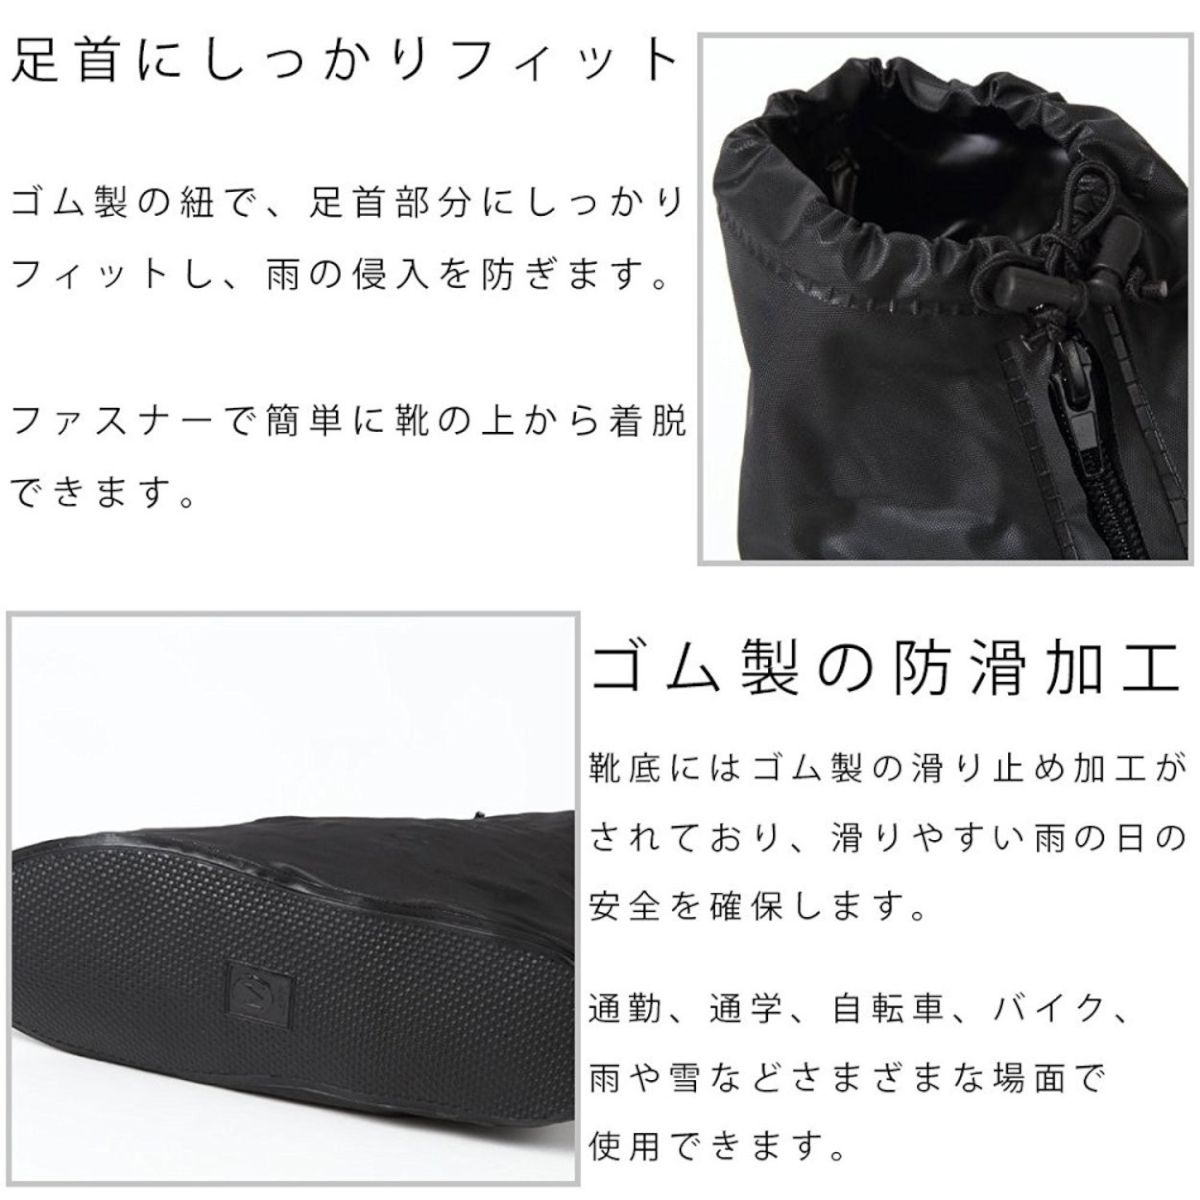 足首にしっかりフィット
ゴム製の紐で、足首部分にしっかり
フィットし、雨の侵入を防ぎます。
ファスナーで簡単に靴の上から着脱
できます。
ゴム製の防滑加工
靴底にはゴム製の滑り止め加工が
されており、滑りやすい雨の日の
安全を確保します。
通勤、通学、自転車、バイク、
雨や雪などさまざまな場面で
使用できます。